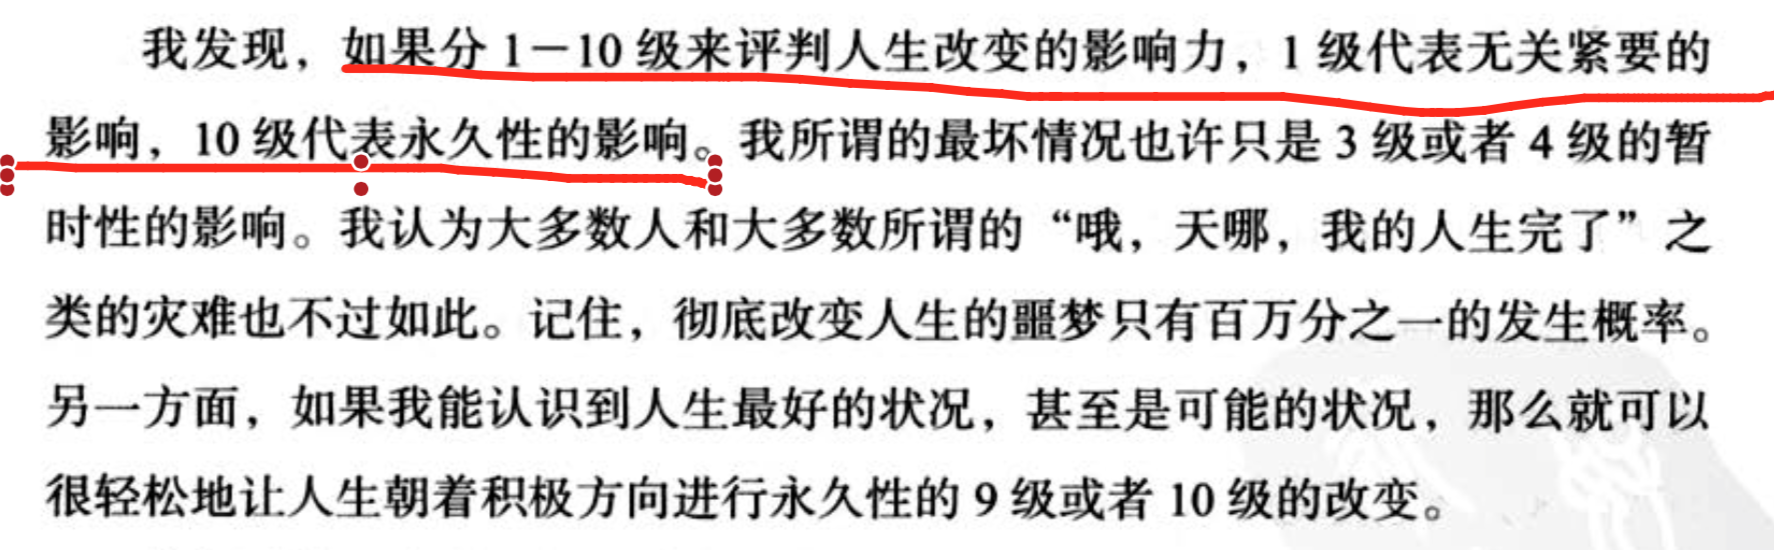 我发现，如果分 1－10 级来评判人生改变的影响力，1 级代表无关紧要的
影响，10 级代表永久性的影响。我所谓的最坏情况也许只是 3 级或者 4 级的暂
时性的影响。我认为大多数人和大多数所谓的“哦，天哪，我的人生完了”之
类的灾难也不过如此。记住，彻底改变人生的噩梦只有百万分之一的发生概率。
另一方面，如果我能认识到人生最好的状况，甚至是可能的状况，那么就可以
很轻松地让人生朝着积极方向进行永久性的 9 级或者 10 级的改变。